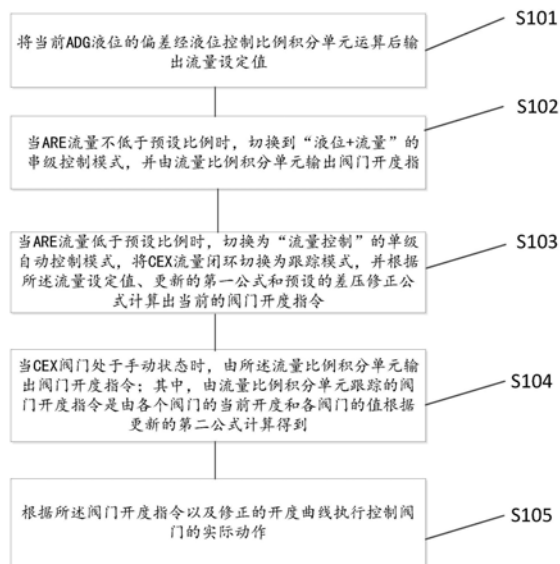 S101
将当前ADG液位的偏差经液位控制比例积分单元运算后输
出流量设定值
S102
当ARE流量不低于预设比例时，切换到“液位+流量”的
串级控制模式，并由流量比例积分单元输出阀门开度指
S103
当ARE流量低于预设比例时，切换为“流量控制”的单级
自动控制模式，将CEX流量闭环切换为跟踪模式，并根据
所述流量设定值、更新的第一公式和预设的差压修正公
式计算出当前的阀门开度指令
S104
当CEX阀门处于手动状态时，由所述流量比例积分单元输
出阀门开度指令；其中，由流量比例积分单元跟踪的阀
门开度指令是由各个阀门的当前开度和各阀门的值根据
更新的第二公式计算得到
S105
根据所述阀门开度指令以及修正的开度曲线执行控制阀
门的实际动作